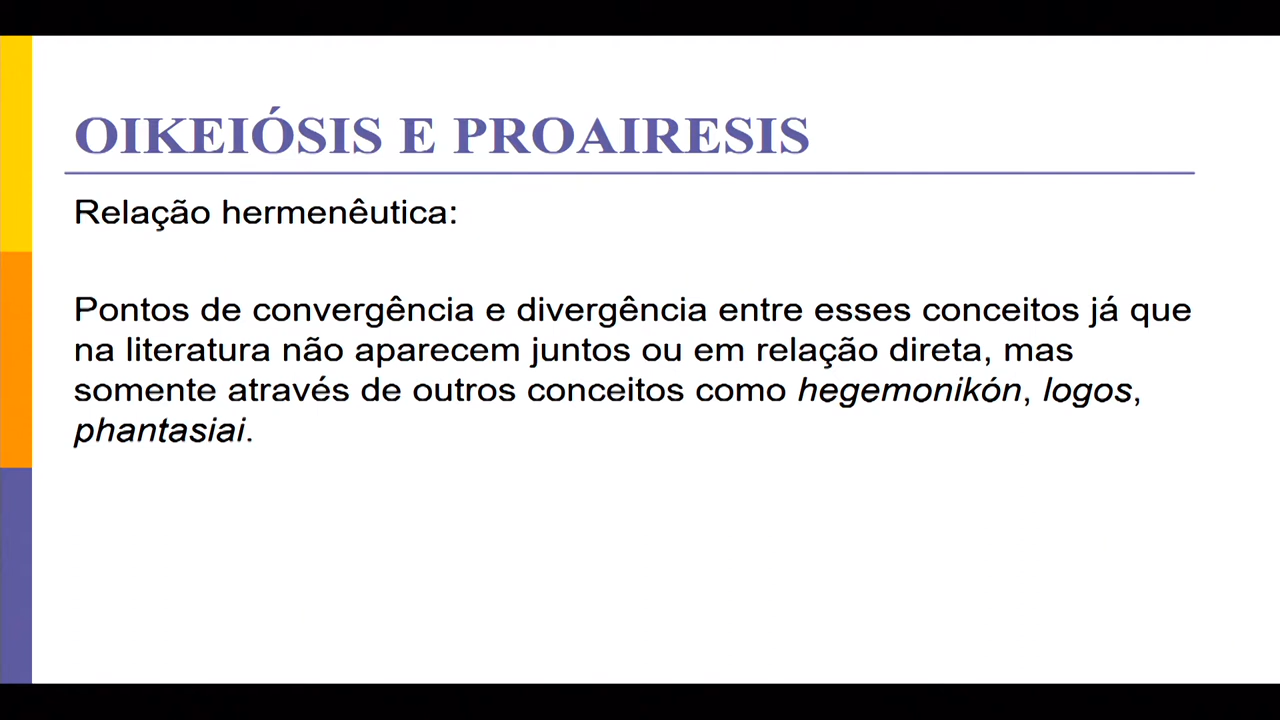 OIKEIÓSIS E PROAIRESIS
Relação hermenêutica:
Pontos de convergência e divergência entre esses conceitos já que
na literatura não aparecem juntos ou em relação direta, mas
somente através de outros conceitos como hegemonikón, logos,
phantasiai.